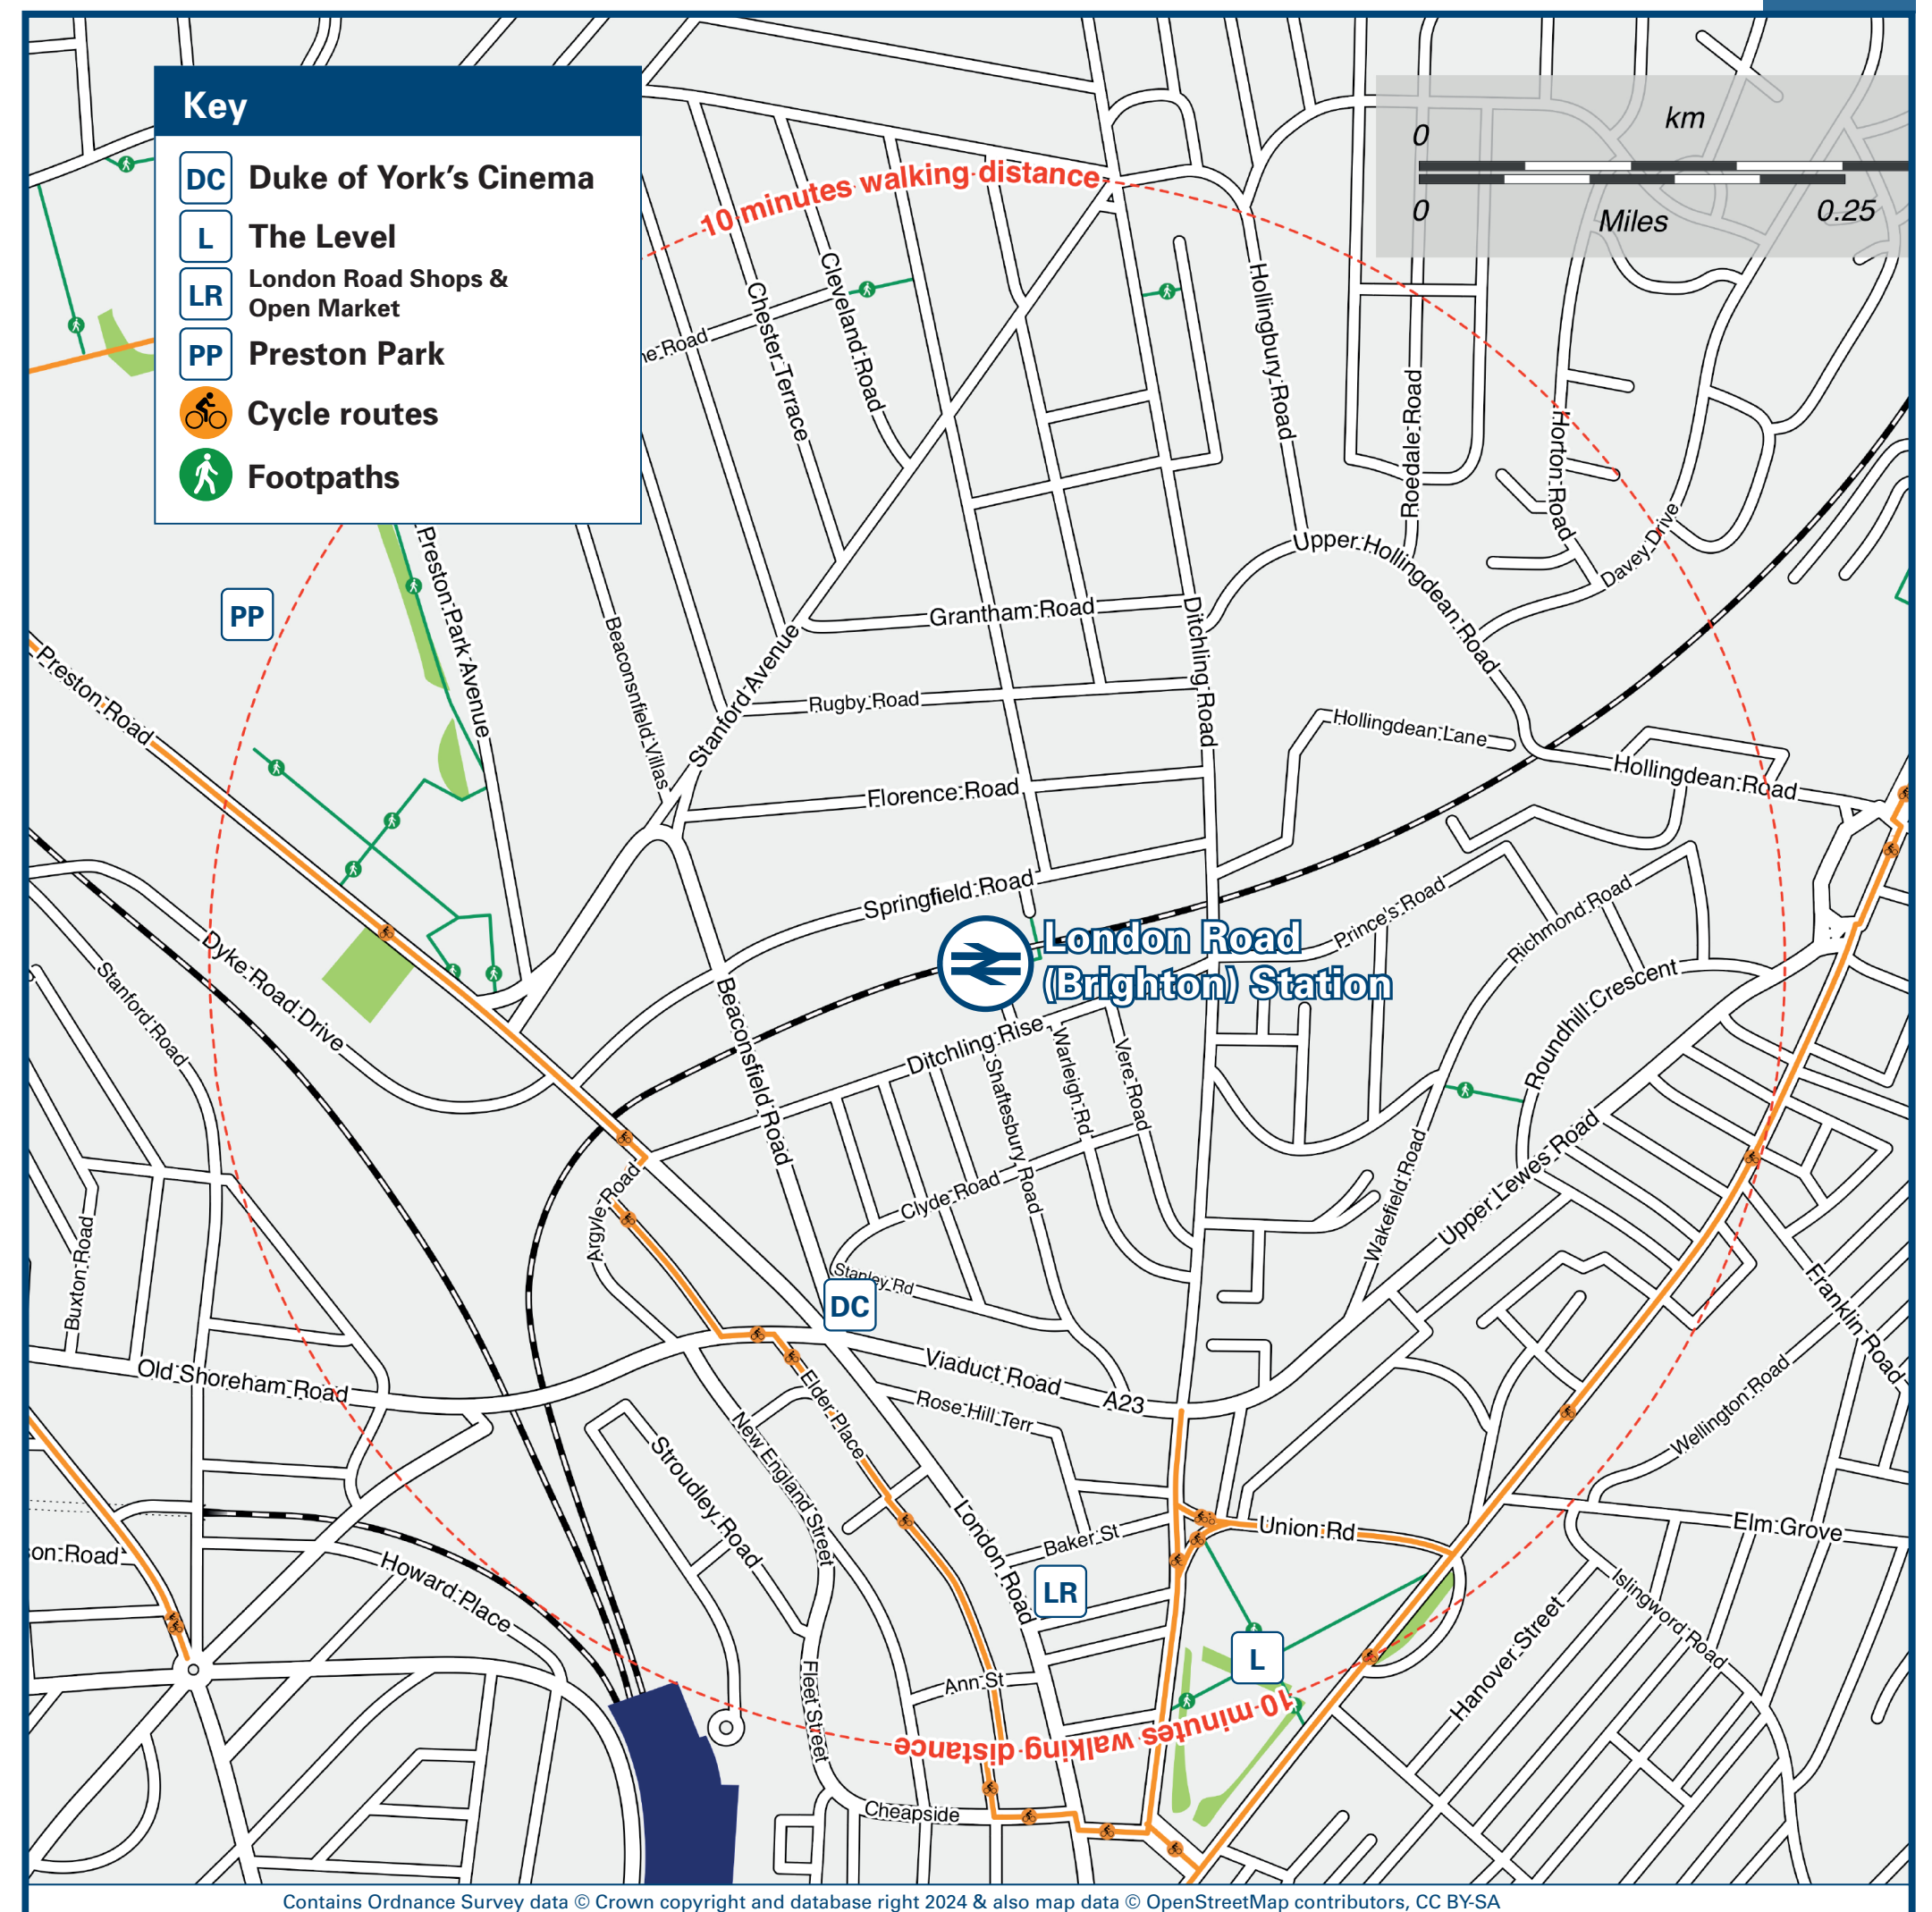 Key
DC Duke of York's Cinema
L The Level
LR London Road Shops &
Open Market
PP Preston Park
Cycle routes
Footpaths
km
0
0
Miles
0.25
10 minutes walking distance
Chester Terrace
Cleveland Road
Hollingbury Road
Roedale Road
Horton Road
Davey Drive
Upper Hollingdean Road
Preston Park Avenue
PP
Preston Road
Beaconsnfield Villas
Stanford Avenue
Grantham Road
Ditchling Road
Rugby Road
Hollingdean Lane
Hollingdean Road
Florence Road
Springfield Road
London Road
(Brighton) Station
Prince's Road
Richmond Road
Roundhill Crescent
Dyke Road Drive
Stanford Road
Beaconsfield Road
Ditchling Rise
Warleigh Rd
Vere Road
Shaftesbury Road
Clyde Road
Argyle Road
Stanley Rd
DC
Wakefield Road
Upper Lewes Road
Franklin Road
Buxton Road
Old Shoreham Road
Viaduct Road
A23
Rose Hill Terr
Elder Place
New England Street
Stroudley Road
London Road
Baker St
LR
Union Rd
Wellington Road
Elm Grove
Islingword Road
Hanover Street
son Road
Howard Place
Fleet Street
Ann St
L
10 minutes walking distance
Cheapside
Contains Ordnance Survey data © Crown copyright and database right 2024 & also map data © OpenStreetMap contributors, CC BY-SA